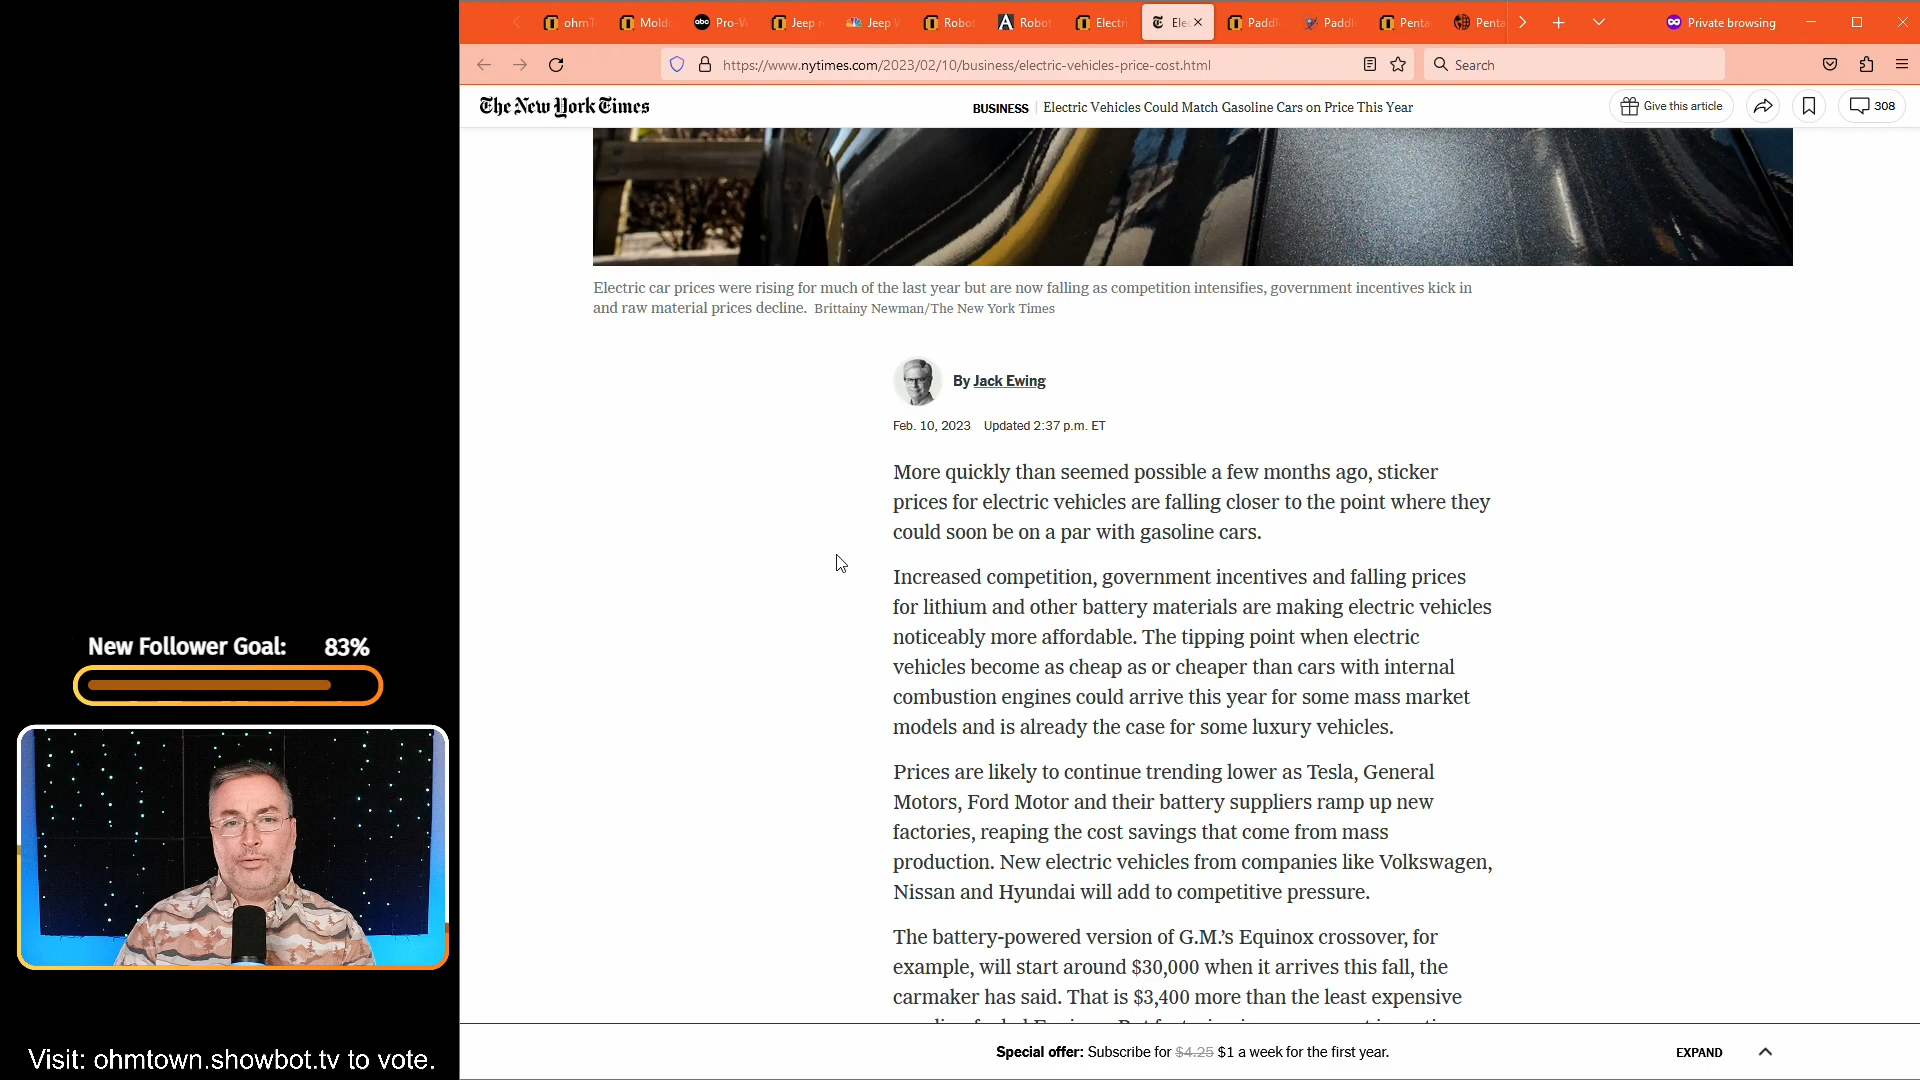 ohmT
Moldo
Pro-W
Jeep r
Jeep W
Robot
Robot
Electri
Ele
Paddl
Paddl
Penta
Penta
Private browsing
https://www.nytimes.com/2023/02/10/business/electric-vehicles-price-cost.html
Search
The New York Times
BUSINESS
Electric Vehicles Could Match Gasoline Cars on Price This Year
Give this article
308
Electric car prices were rising for much of the last year but are now falling as competition intensifies, government incentives kick in
and raw material prices decline. Brittainy Newman/The New York Times
By Jack Ewing
Feb. 10, 2023 Updated 2:37 p.m. ET
More quickly than seemed possible a few months ago, sticker
prices for electric vehicles are falling closer to the point where they
could soon be on a par with gasoline cars.
Increased competition, government incentives and falling prices
for lithium and other battery materials are making electric vehicles
noticeably more affordable. The tipping point when electric
vehicles become as cheap as or cheaper than cars with internal
combustion engines could arrive this year for some mass market
models and is already the case for some luxury vehicles.
Prices are likely to continue trending lower as Tesla, General
Motors, Ford Motor and their battery suppliers ramp up new
factories, reaping the cost savings that come from mass
production. New electric vehicles from companies like Volkswagen,
Nissan and Hyundai will add to competitive pressure.
The battery-powered version of G.M.'s Equinox crossover, for
example, will start around $30,000 when it arrives this fall, the
carmaker has said. That is $3,400 more than the least expensive
Special offer: Subscribe for $4.25 $1 a week for the first year.
EXPAND
New Follower Goal: 83%
Visit: ohmtown.showbot.tv to vote.